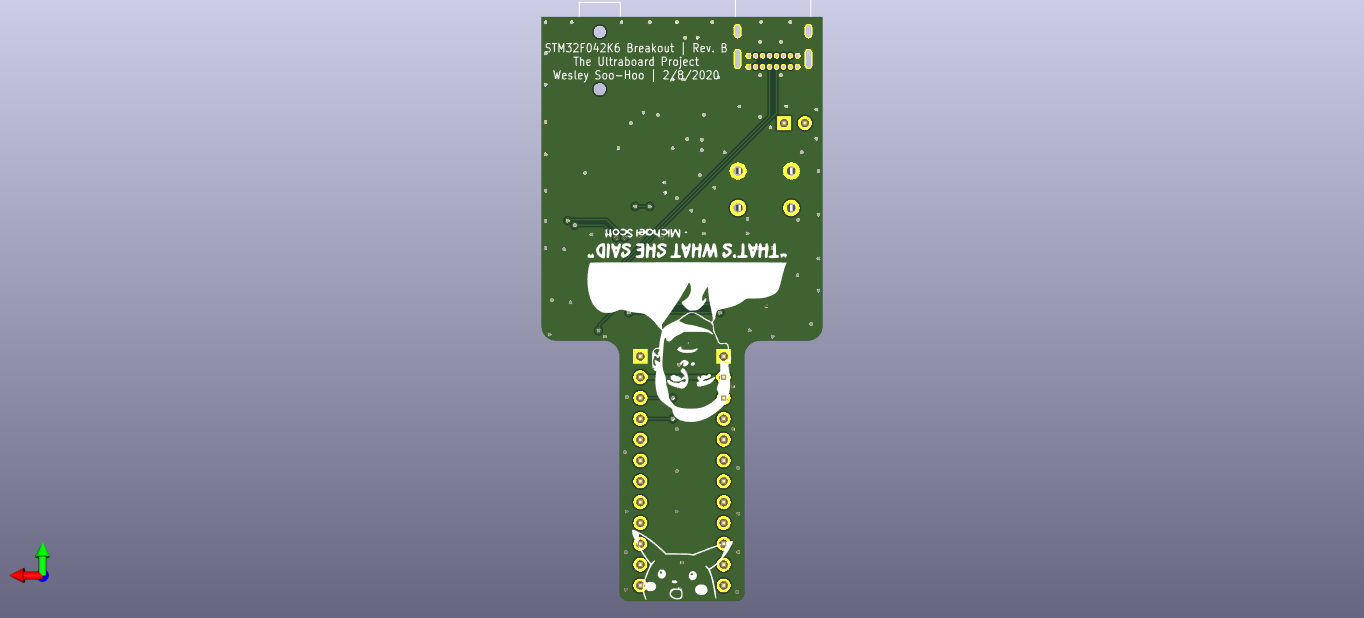 STM32F042K6 Breakout | Rev. B
The Ultraboard Project
Wesley Soo-Hoo | 2/8/2020
"THAT'S WHAT SHE SAID"
- Michael Scott